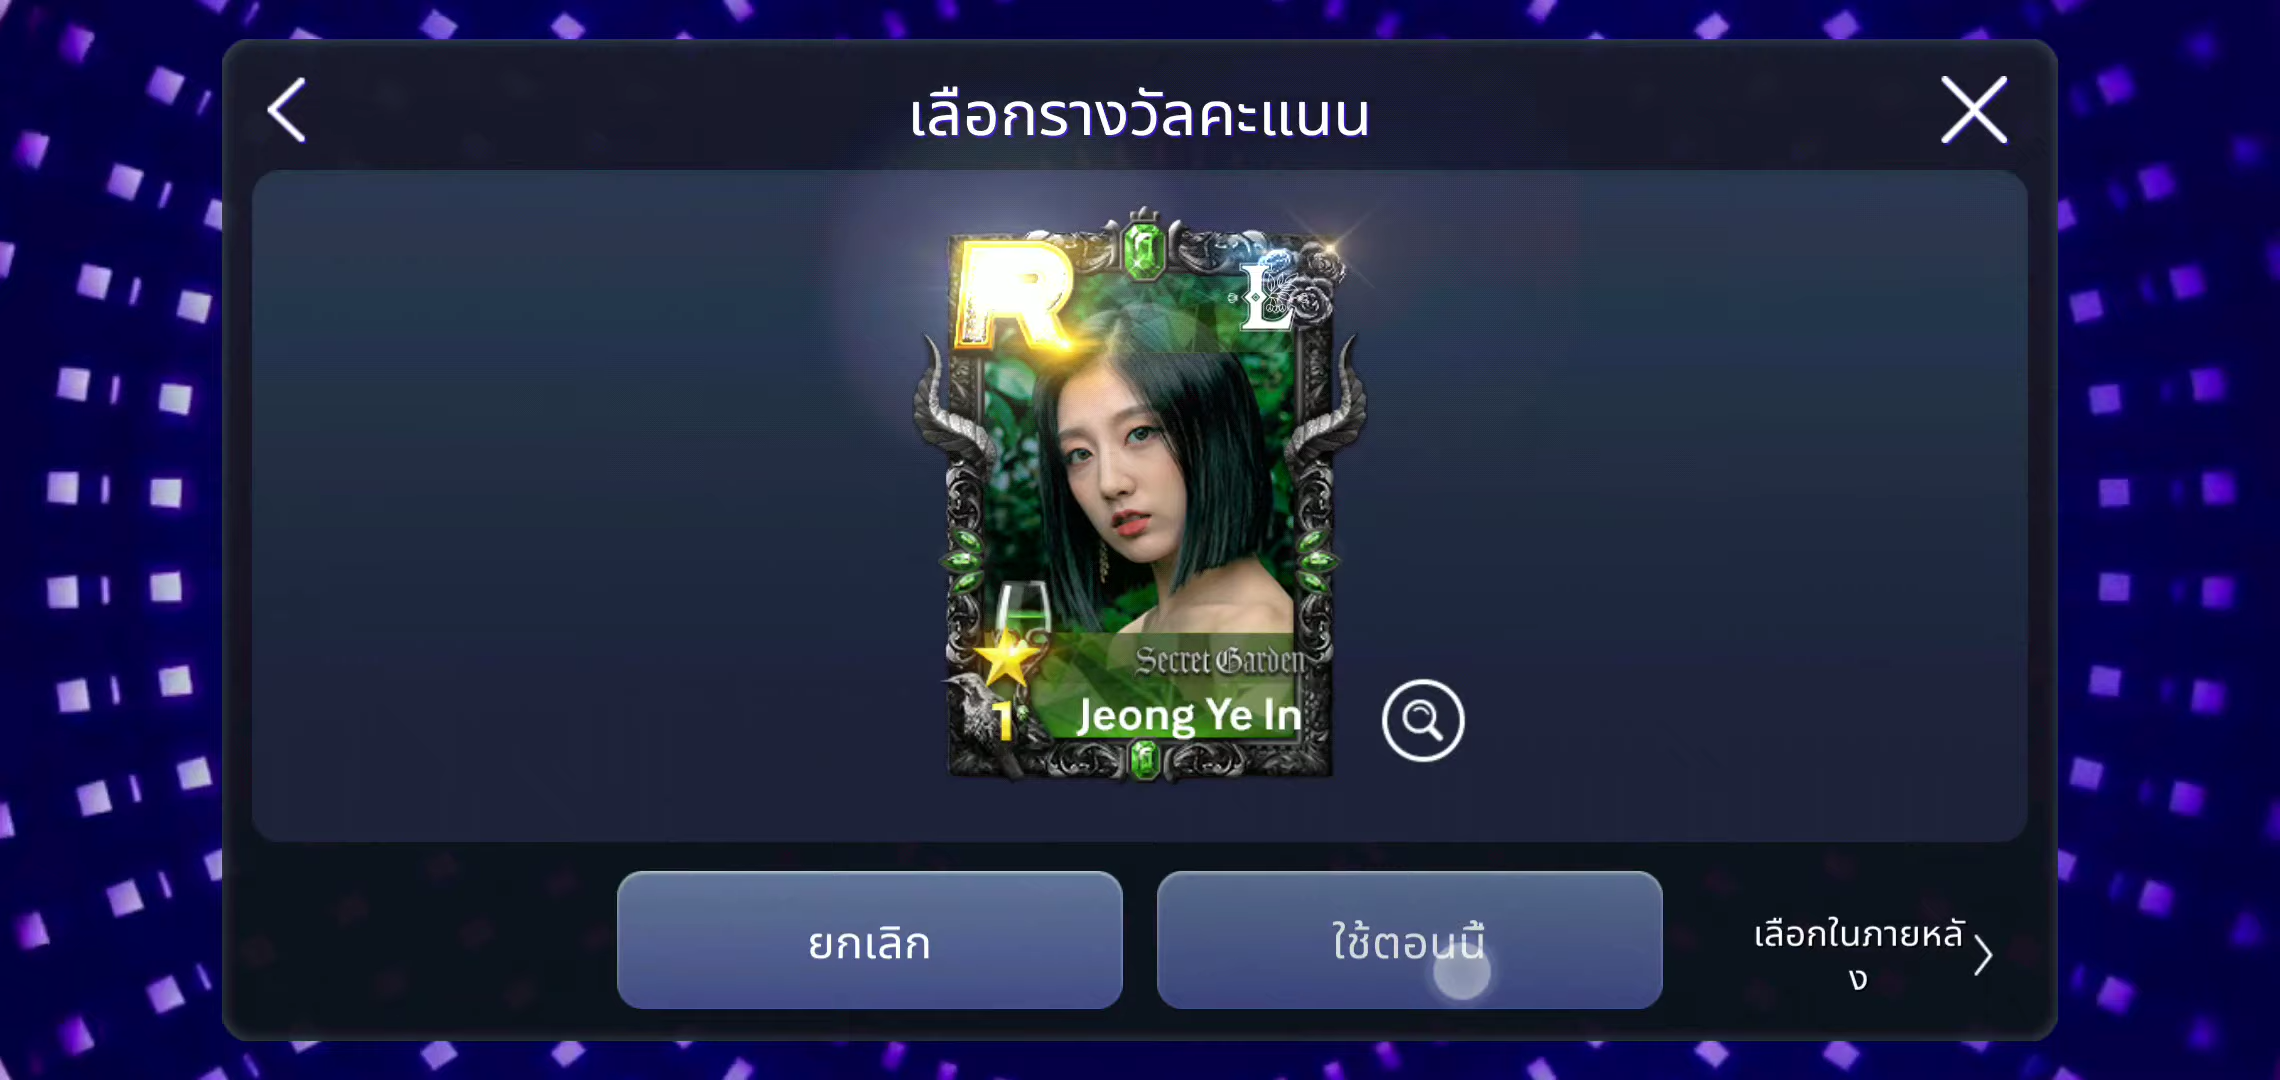 เลือกรางวัลคะแนน
R
L
Secret Garden
1
Jeong Ye In
ยกเลิก
ใช้ตอนนี้
เลือกในภายหลั
ง